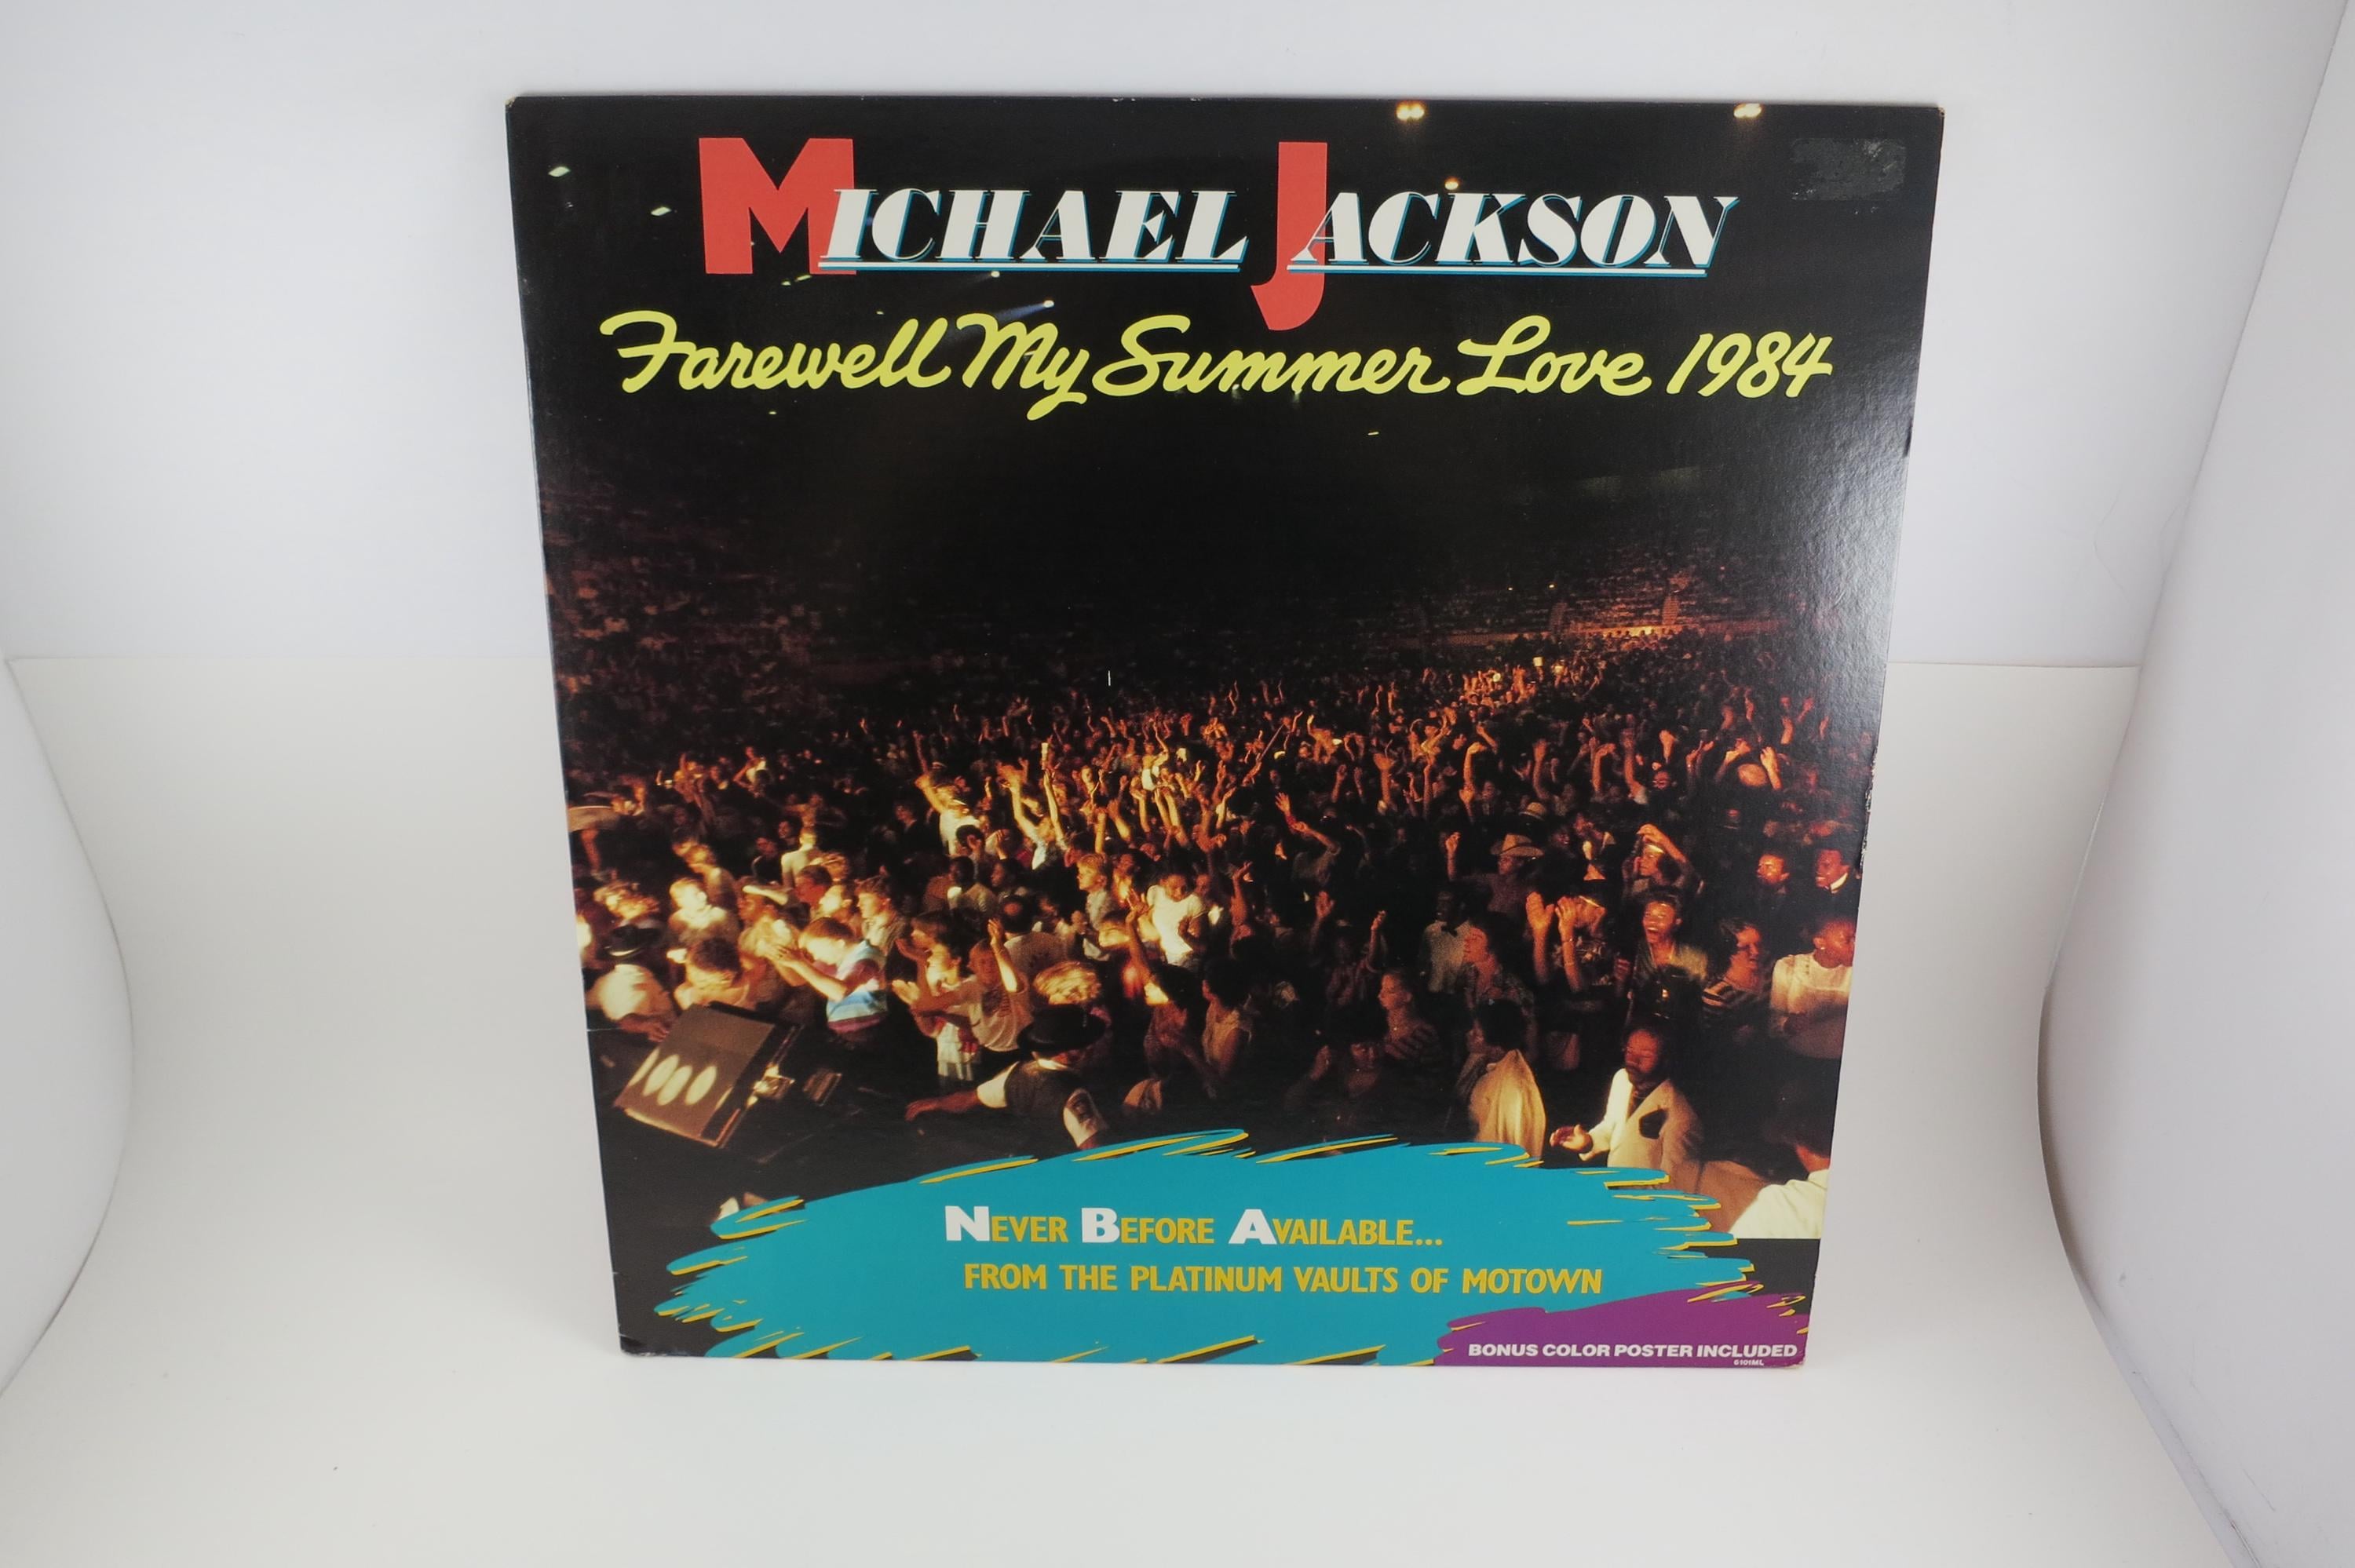 MICHAEL JACKSON
Farewell My Summer Love 1984
NEVER BEFORE AVAILABLE...
FROM THE PLATINUM VAULTS OF MOTOWN
BONUS COLOR POSTER INCLUDED
6101ML